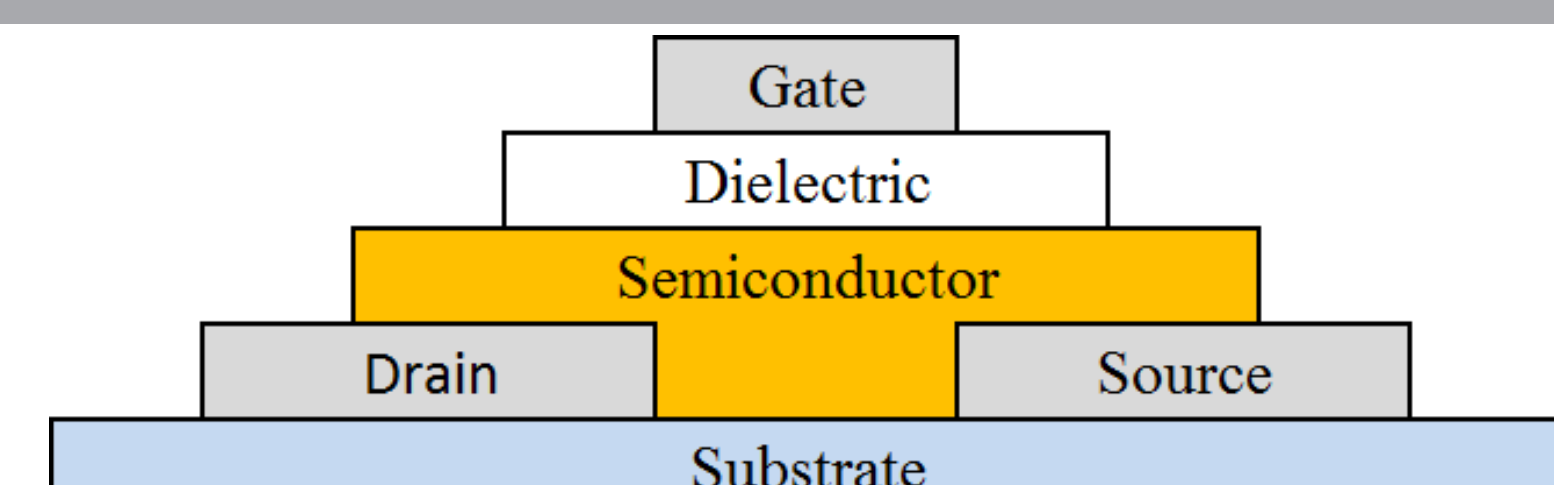 Gate
Dielectric
Semiconductor
Drain
Source
Substrate